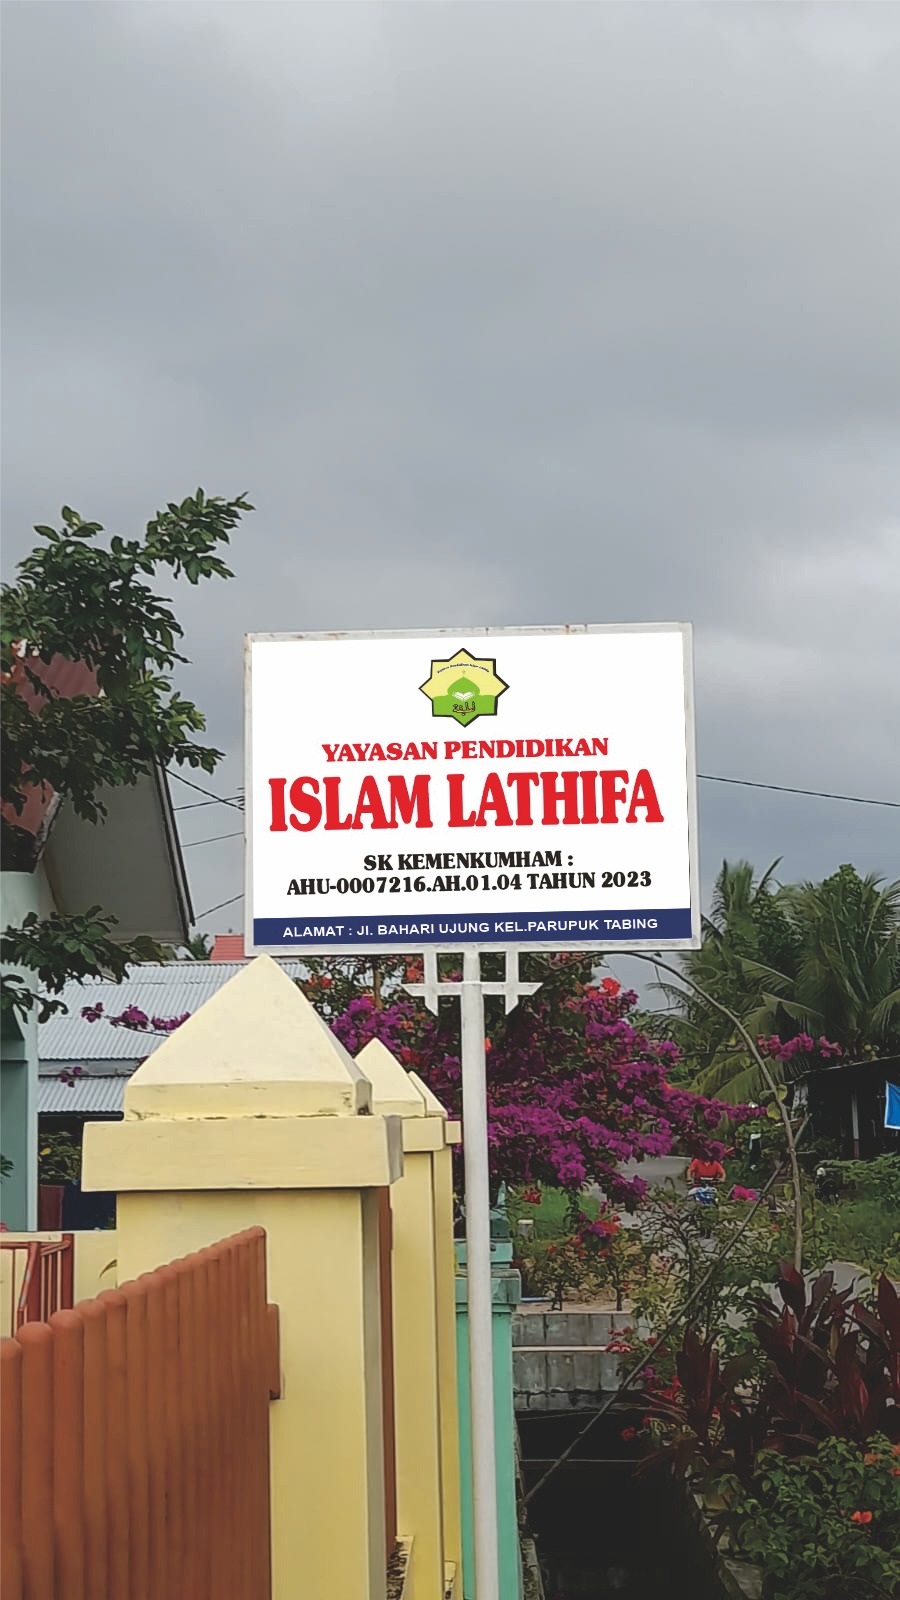 YAYASAN PENDIDIKAN
ISLAM LATHIFA
SK KEMENKUMHAM :
AHU-0007216.AH.01.04 TAHUN 2023
ALAMAT : Jl. BAHARI UJUNG KEL.PARUPUK TABING